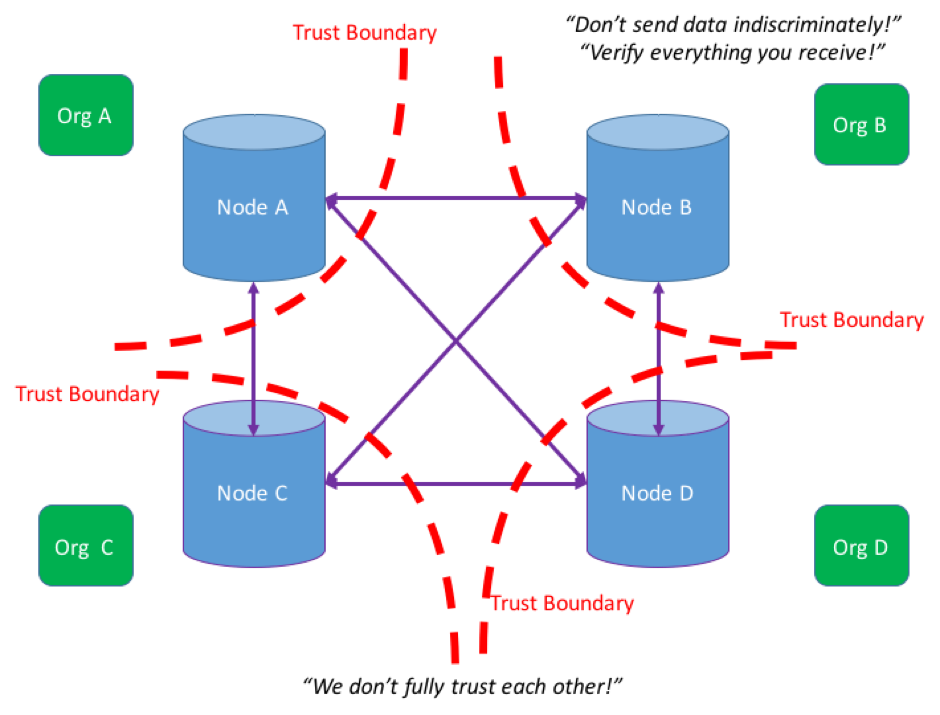 “Don’t send data indiscriminately!”
Trust Boundary
“Verify everything you receive!”
Org A
Org B
Node A
Node B
Trust Boundary
Trust Boundary
Node C
Node D
Org  C
Org D
Trust Boundary
“We don’t fully trust each other!”